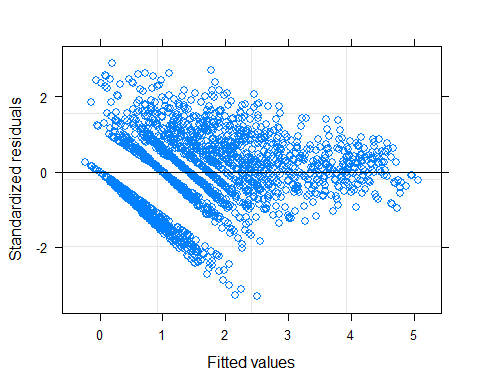 Standardized residuals
2
0
-2
0 1 2 3 4 5
Fitted values